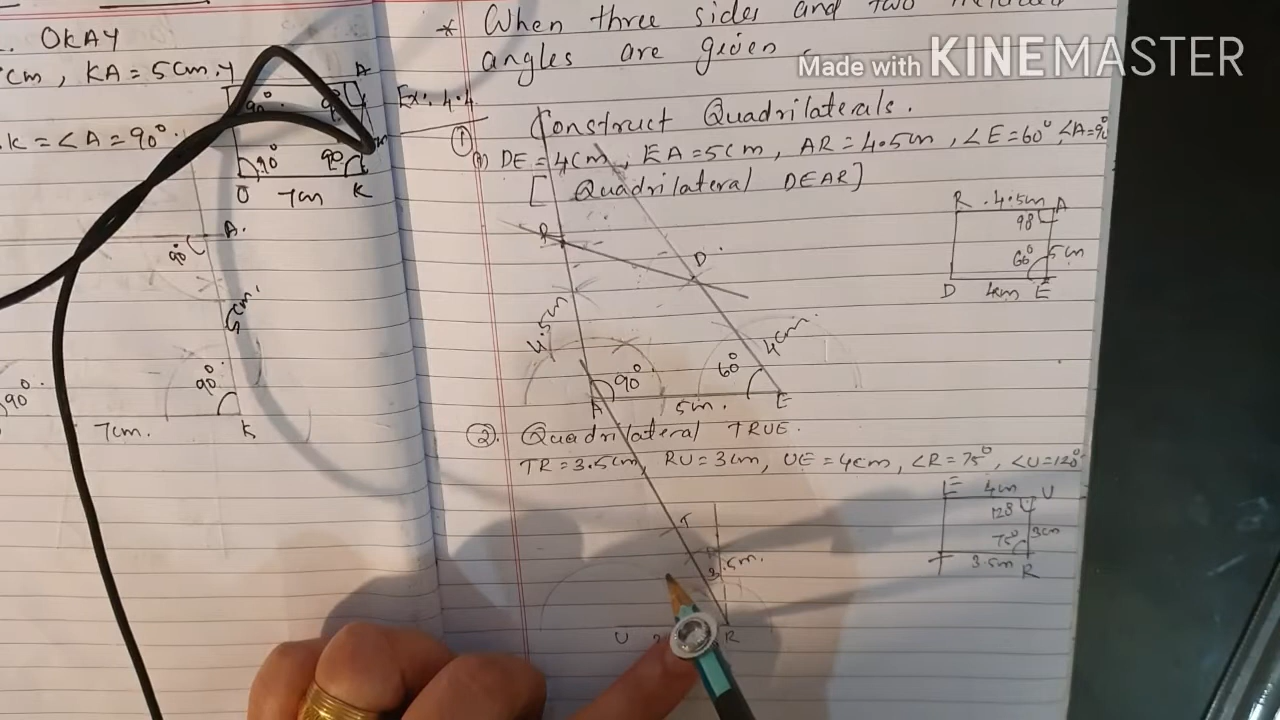 * When three sides and two included
angles are given.
Made with KINEMASTER
OKAY
cm, KA = 5cm,
K = ∠A = 90°.
Y A
90° 90°
90° 90°
O 7cm K
A.
90°
5cm.
90°
90°.
7cm. K
Ex: 4.4
Construct Quadrilaterals.
① DE = 4cm, EA = 5cm, AR = 4.5cm, ∠E = 60°, ∠A = 90°
[ Quadrilateral DEAR ]
R 4.5cm A
90
60° 5cm
D 4cm E
R D
4.5cm 4cm.
90° 60°
A 5cm. E
②. Quadrilateral TRUE.
TR = 3.5cm, RU = 3cm, UE = 4cm, ∠R = 75°, ∠U = 120°
E 4cm U
120
75° 3cm
T 3.5cm R
T
3.5cm.
U R